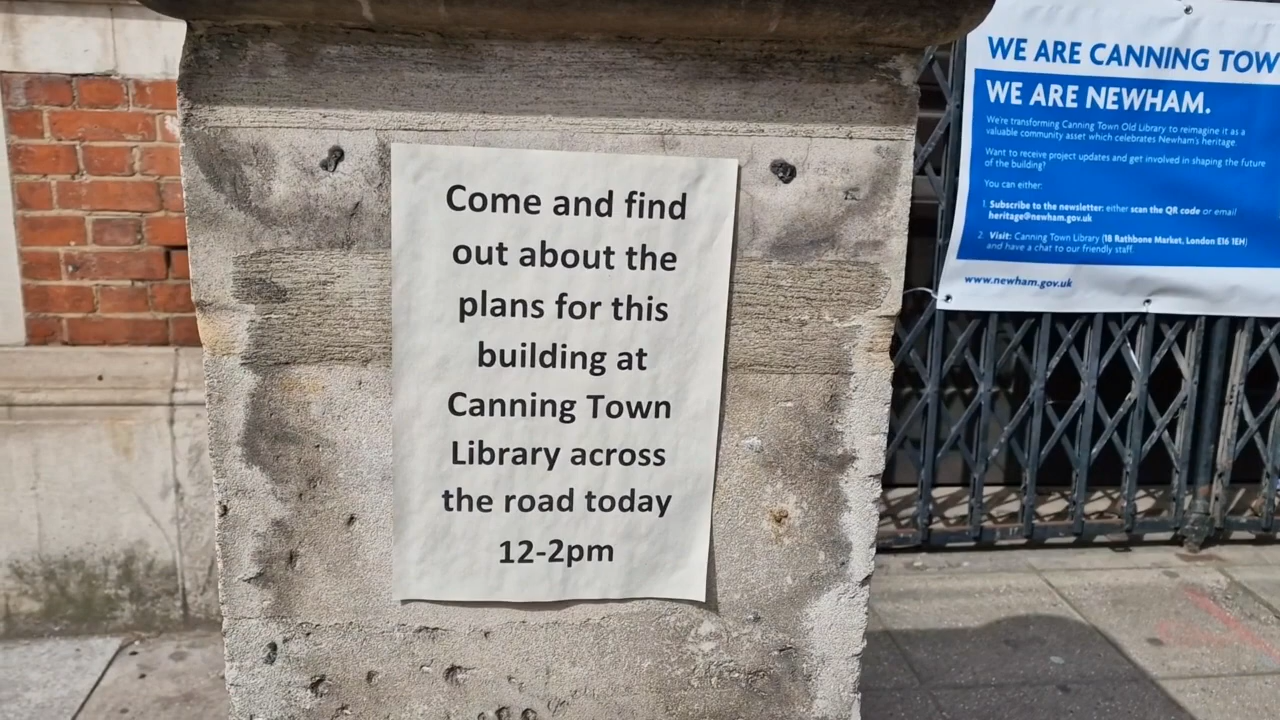 Come and find
out about the
plans for this
building at
Canning Town
Library across
the road today
12-2pm
WE ARE CANNING TOW
WE ARE NEWHAM.
We're transforming Canning Town Old Library to reimagine it as a
valuable community asset which celebrates Newham's heritage.
Want to receive project updates and get involved in shaping the future
of the building?
You can either:
1. Subscribe to the newsletter: either scan the QR code or email
heritage@newham.gov.uk
2. Visit: Canning Town Library (18 Rathbone Market, London E16 1EH)
and have a chat to our friendly staff.
www.newham.gov.uk